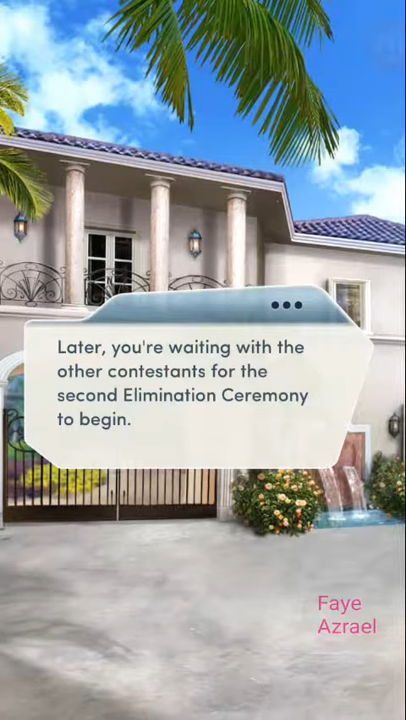 Later, you're waiting with the
other contestants for the
second Elimination Ceremony
to begin.
Faye
Azrael